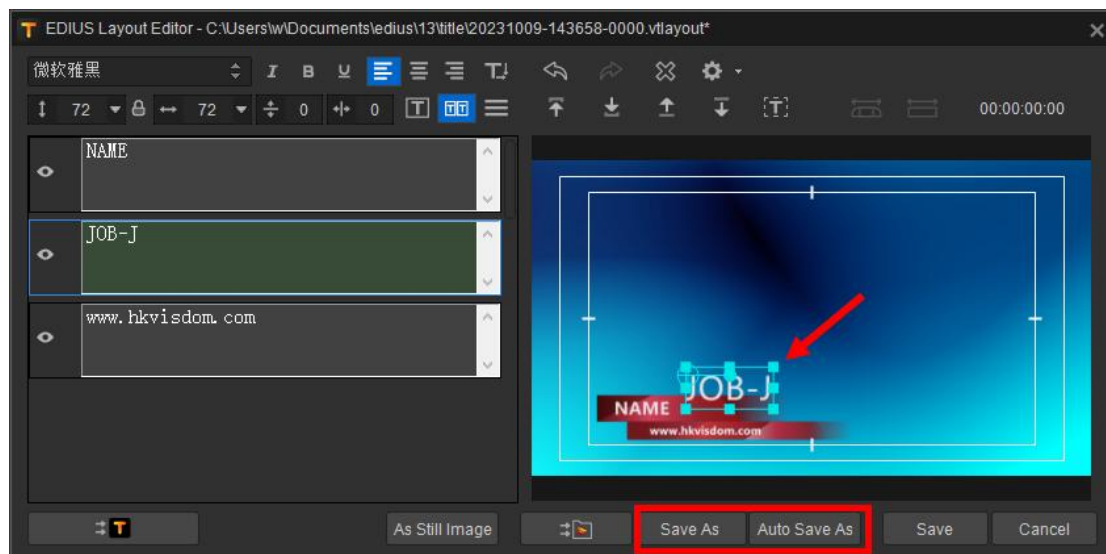 EDIUS Layout Editor - C:\Users\w\Documents\edius\13\title\20231009-143658-0000.vtlayout*
微软雅黑 I B U T
72 72 0 0 T TT T 00:00:00:00
NAME
JOB-J
www.hkvisdom.com
JOB-J
NAME
www.hkvisdom.com
T As Still Image Save As Auto Save As Save Cancel